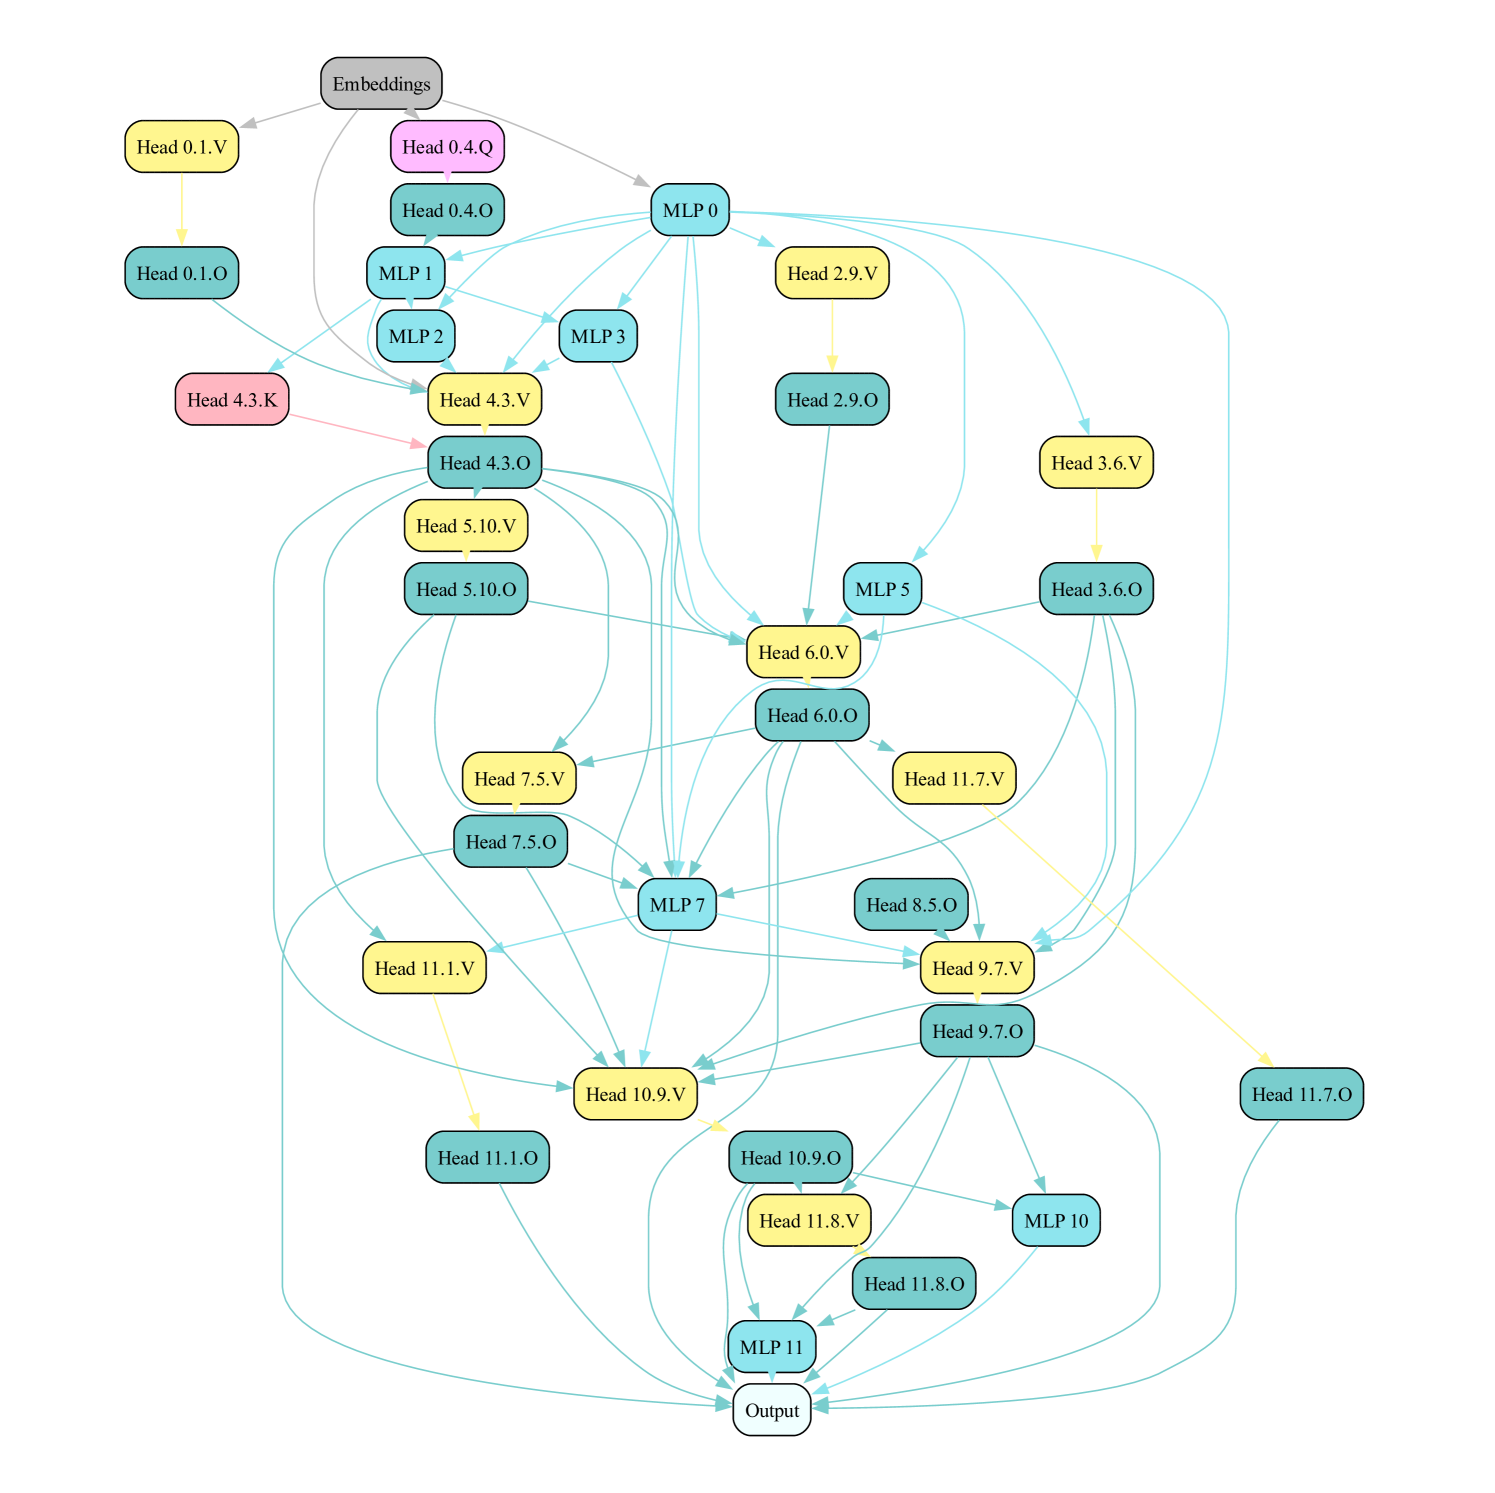 Embeddings
Head 0.1.V
Head 0.4.Q
Head 0.4.O
MLP 0
Head 0.1.O
MLP 1
Head 2.9.V
MLP 2
MLP 3
Head 4.3.K
Head 4.3.V
Head 2.9.O
Head 4.3.O
Head 3.6.V
Head 5.10.V
Head 5.10.O
MLP 5
Head 3.6.O
Head 6.0.V
Head 6.0.O
Head 7.5.V
Head 11.7.V
Head 7.5.O
MLP 7
Head 8.5.O
Head 11.1.V
Head 9.7.V
Head 9.7.O
Head 10.9.V
Head 11.7.O
Head 11.1.O
Head 10.9.O
Head 11.8.V
MLP 10
Head 11.8.O
MLP 11
Output